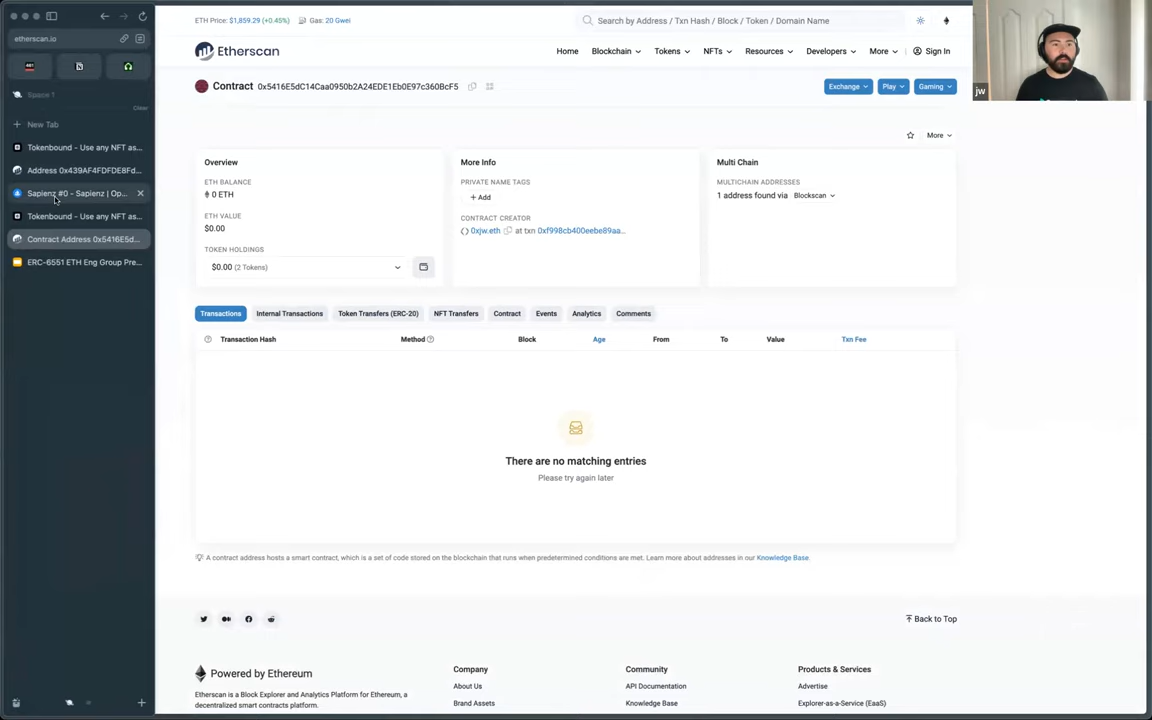 etherscan.io
Space 1
Clear
New Tab
Tokenbound - Use any NFT as...
Address 0x439AF4FDFDE8Fd...
Sapienz #0 - Sapienz | Op...
Tokenbound - Use any NFT as...
Contract Address 0x5416E5d...
ERC-6551 ETH Eng Group Pre...
ETH Price: $1,859.29 (+0.45%) Gas: 20 Gwei
Search by Address / Txn Hash / Block / Token / Domain Name
Etherscan
Home Blockchain Tokens NFTs Resources Developers More Sign In
Contract 0x5416E5dC14Caa0950b2A24EDE1Eb0E97c360BcF5
Exchange Play Gaming
More
Overview
ETH BALANCE
0 ETH
ETH VALUE
$0.00
TOKEN HOLDINGS
$0.00 (2 Tokens)
More Info
PRIVATE NAME TAGS
+ Add
CONTRACT CREATOR
0xjw.eth at txn 0xf998cb400eebe89aa...
Multi Chain
MULTICHAIN ADDRESSES
1 address found via Blockscan
Transactions Internal Transactions Token Transfers (ERC-20) NFT Transfers Contract Events Analytics Comments
Transaction Hash Method Block Age From To Value Txn Fee
There are no matching entries
Please try again later
A contract address hosts a smart contract, which is a set of code stored on the blockchain that runs when predetermined conditions are met. Learn more about addresses in our Knowledge Base.
Back to Top
Powered by Ethereum
Etherscan is a Block Explorer and Analytics Platform for Ethereum, a
decentralized smart contracts platform.
Company
About Us
Brand Assets
Community
API Documentation
Knowledge Base
Products & Services
Advertise
Explorer-as-a-Service (EaaS)
jw